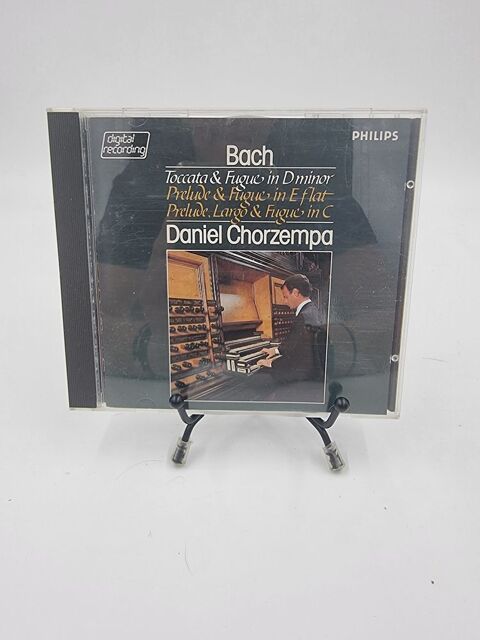 digital
recording
PHILIPS
Bach
Toccata & Fugue in D minor
Prelude & Fugue in E flat
Prelude, Largo & Fugue in C
Daniel Chorzempa